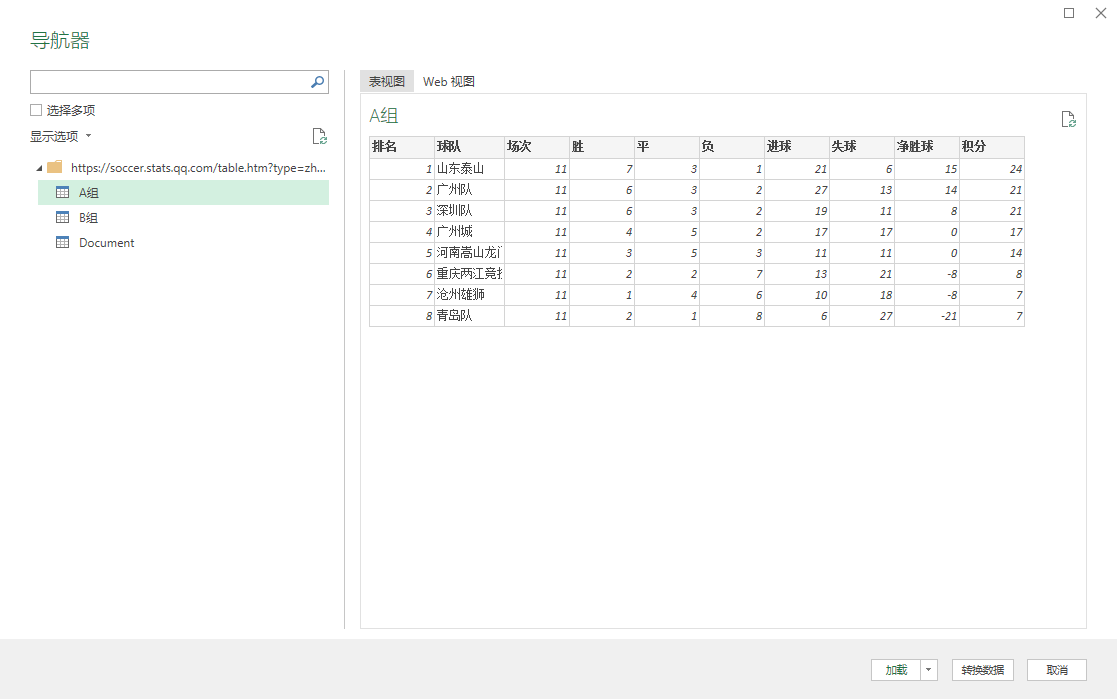 导航器
选择多项
显示选项
https://soccer.stats.qq.com/table.htm?type=zh...
A组
B组
Document
表视图 Web 视图
A组
排名 球队 场次 胜 平 负 进球 失球 净胜球 积分
1 山东泰山 11 7 3 1 21 6 15 24
2 广州队 11 6 3 2 27 13 14 21
3 深圳队 11 6 3 2 19 11 8 21
4 广州城 11 4 5 2 17 17 0 17
5 河南嵩山龙门 11 3 5 3 11 11 0 14
6 重庆两江竞技 11 2 2 7 13 21 -8 8
7 沧州雄狮 11 1 4 6 10 18 -8 7
8 青岛队 11 2 1 8 6 27 -21 7
加载 转换数据 取消